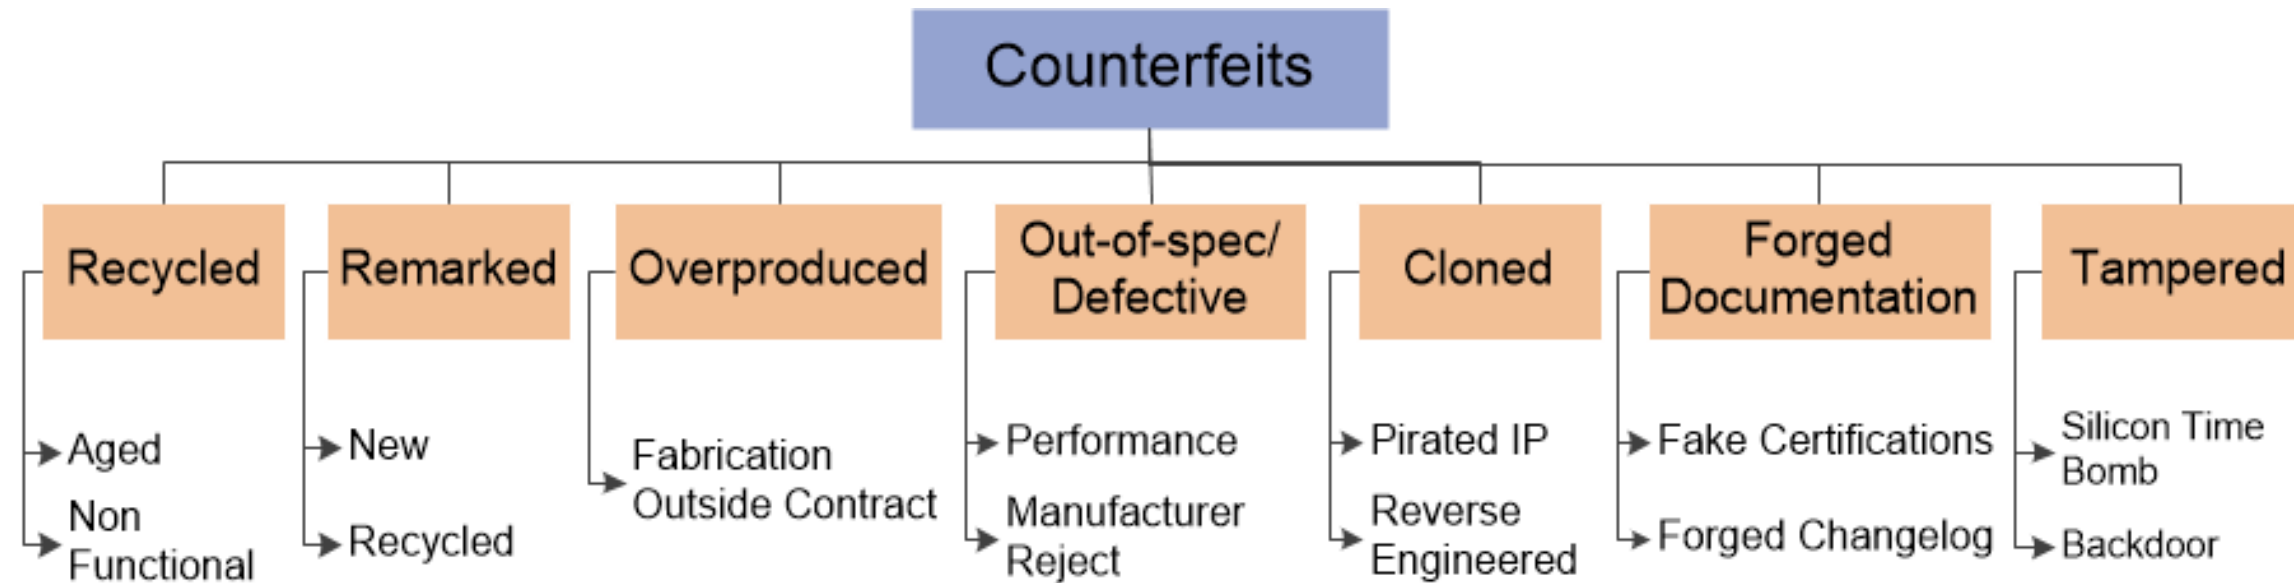 Counterfeits
Recycled
Remarked
Overproduced
Out-of-spec/
Defective
Cloned
Forged
Documentation
Tampered
Aged
Non
Functional
New
Recycled
Fabrication
Outside Contract
Performance
Manufacturer
Reject
Pirated IP
Reverse
Engineered
Fake Certifications
Forged Changelog
Silicon Time
Bomb
Backdoor